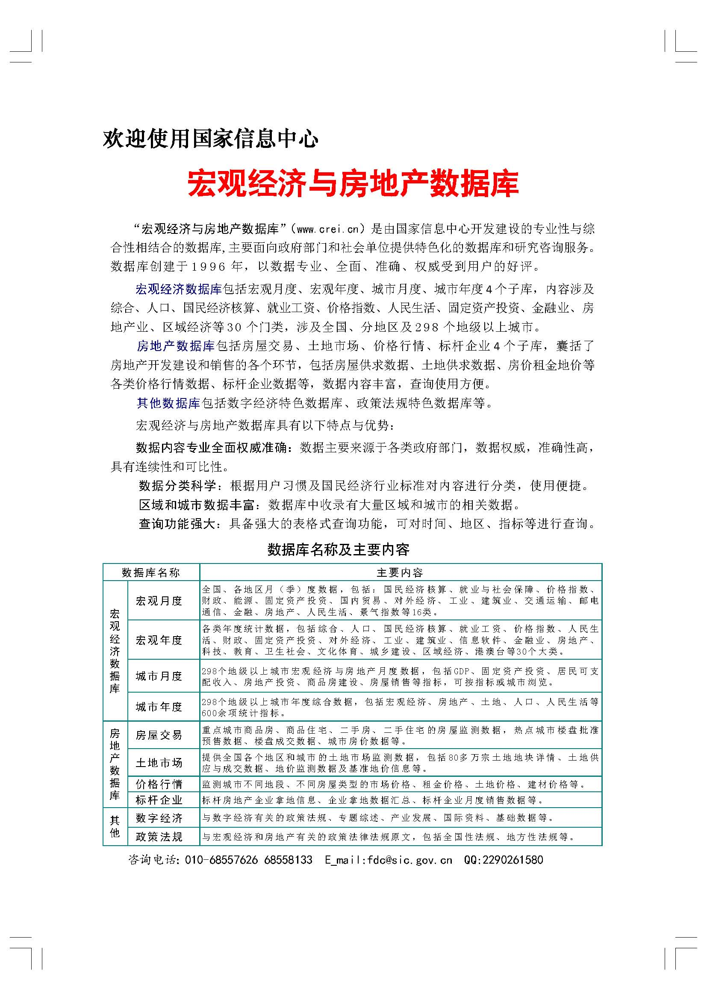 欢迎使用国家信息中心
宏观经济与房地产数据库
“宏观经济与房地产数据库”（www.crei.cn）是由国家信息中心开发建设的专业性与综
合性相结合的数据库,主要面向政府部门和社会单位提供特色化的数据库和研究咨询服务。
数据库创建于1996 年，以数据专业、全面、准确、权威受到用户的好评。
宏观经济数据库包括宏观月度、宏观年度、城市月度、城市年度4个子库，内容涉及
综合、人口、国民经济核算、就业工资、价格指数、人民生活、固定资产投资、金融业、房
地产业、区域经济等30 个门类，涉及全国、分地区及298 个地级以上城市。
房地产数据库包括房屋交易、土地市场、价格行情、标杆企业4个子库，囊括了
房地产开发建设和销售的各个环节，包括房屋供求数据、土地供求数据、房价租金地价等
各类价格行情数据、标杆企业数据等，数据内容丰富，查询使用方便。
其他数据库包括数字经济特色数据库、政策法规特色数据库等。
宏观经济与房地产数据库具有以下特点与优势：
数据内容专业全面权威准确：数据主要来源于各类政府部门，数据权威，准确性高，
具有连续性和可比性。
数据分类科学：根据用户习惯及国民经济行业标准对内容进行分类，使用便捷。
区域和城市数据丰富：数据库中收录有大量区域和城市的相关数据。
查询功能强大：具备强大的表格式查询功能，可对时间、地区、指标等进行查询。
数据库名称及主要内容
数据库名称 主要内容
宏观经济数据库
宏观月度
全国、各地区月（季）度数据，包括：国民经济核算、就业与社会保障、价格指数、
财政、能源、固定资产投资、国内贸易、对外经济、工业、建筑业、交通运输、邮电
通信、金融、房地产、人民生活、景气指数等16类。
宏观年度
各类年度统计数据，包括综合、人口、国民经济核算、就业工资、价格指数、人民生
活、财政、固定资产投资、对外经济、工业、建筑业、信息软件、金融业、房地产、
科技、教育、卫生社会、文化体育、城乡建设、区域经济、港澳台等30个大类。
城市月度
298个地级以上城市宏观经济与房地产月度数据，包括GDP、固定资产投资、居民可支
配收入、房地产投资、商品房建设、房屋销售等指标，可按指标或城市浏览。
城市年度
298个地级以上城市年度综合数据，包括宏观经济、房地产、土地、人口、人民生活等
600余项统计指标。
房地产数据库
房屋交易
重点城市商品房、商品住宅、二手房、二手住宅的房屋监测数据，热点城市楼盘批准
预售数据、楼盘成交数据、城市房价数据等。
土地市场
提供全国各个地区和城市的土地市场监测数据，包括80多万宗土地地块详情、土地供
应与成交数据、地价监测数据及基准地价信息等。
价格行情 监测城市不同地段、不同房屋类型的市场价格、租金价格、土地价格、建材价格等。
标杆企业 标杆房地产企业拿地信息、企业拿地数据汇总、标杆企业月度销售数据等。
其他
数字经济 与数字经济有关的政策法规、专题综述、产业发展、国际资料、基础数据等。
政策法规 与宏观经济和房地产有关的政策法律法规原文，包括全国性法规、地方性法规等。
咨询电话：010-68557626 68558133 E_mail:fdc@sic.gov.cn QQ:2290261580